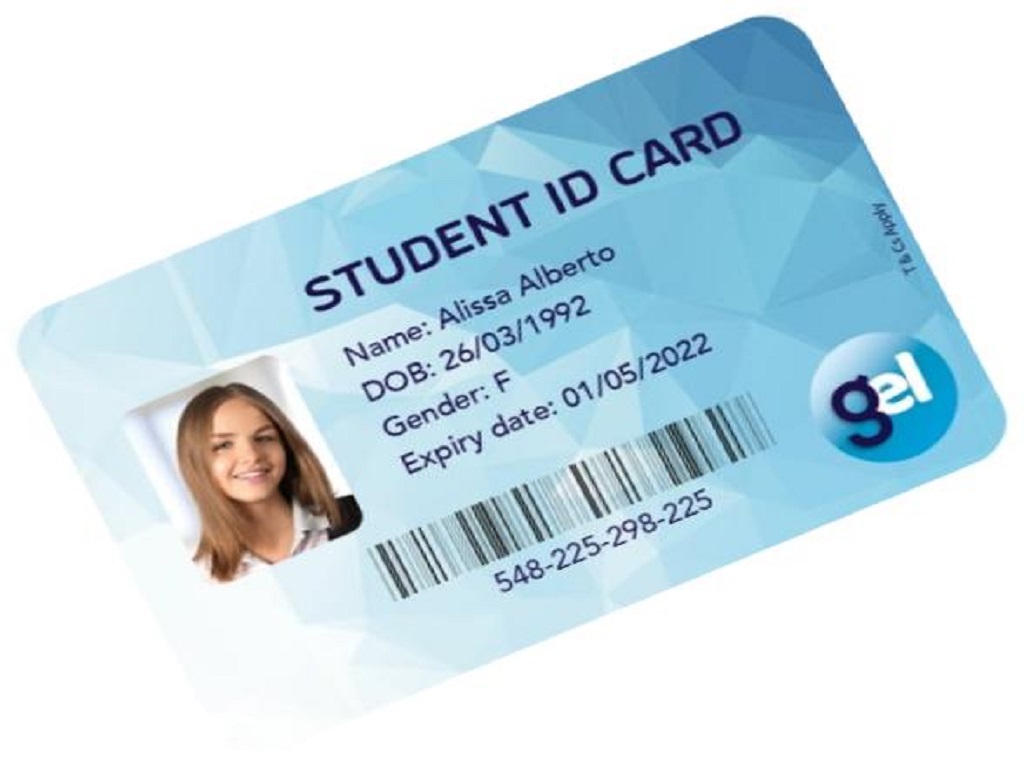 STUDENT ID CARD
Name: Alissa Alberto
DOB: 26/03/1992
Gender: F
Expiry date: 01/05/2022
548-225-298-225
T & Cs Apply
gel